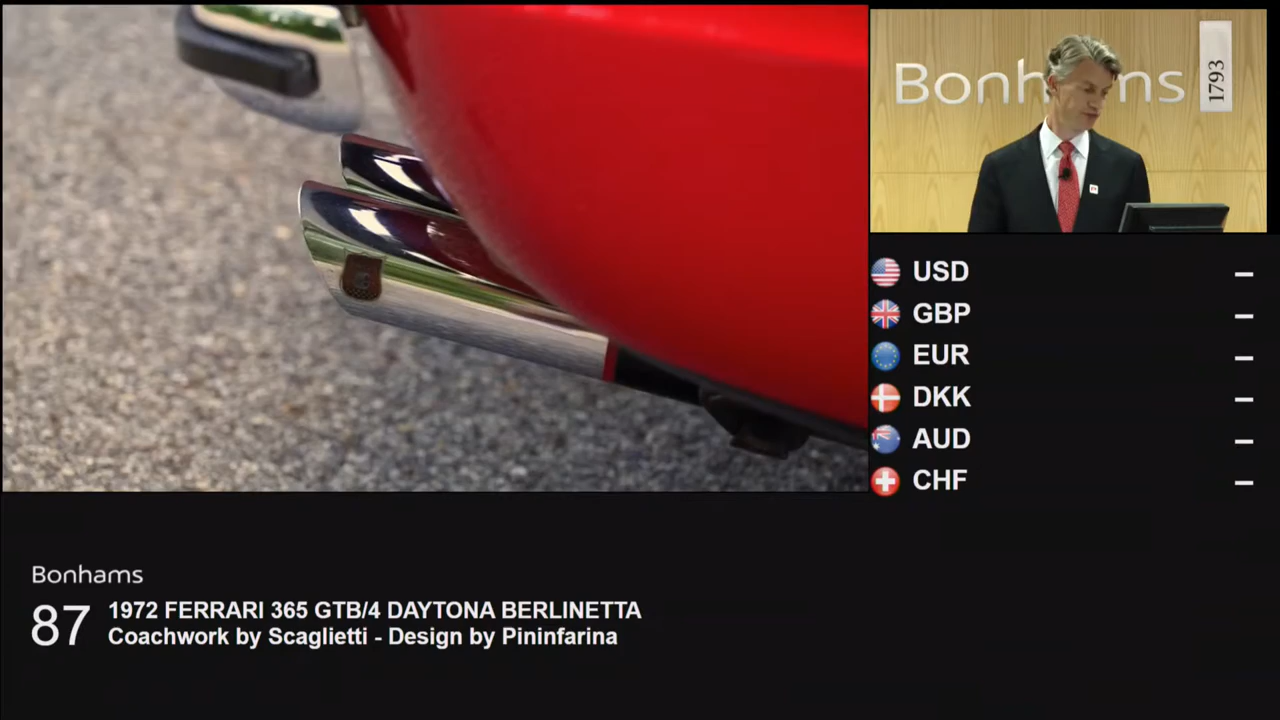 Bonhams
1793
USD –
GBP –
EUR –
DKK –
AUD –
CHF –
Bonhams
87
1972 FERRARI 365 GTB/4 DAYTONA BERLINETTA
Coachwork by Scaglietti - Design by Pininfarina